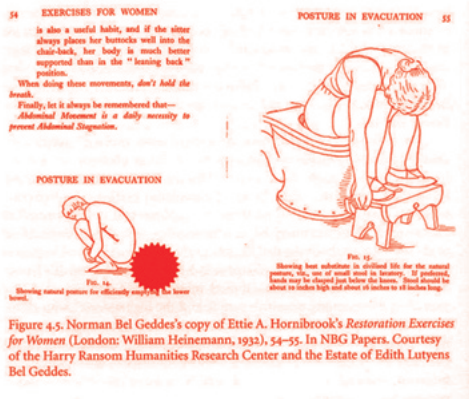 54 EXERCISES FOR WOMEN
is also a useful habit, and if the sitter
always places her buttocks well into the
chair-back, her body is much better
supported than in the “ leaning back ”
position.
When doing these movements, don't hold the
breath.
Finally, let it always be remembered that—
Abdominal Movement is a daily necessity to
prevent Abdominal Stagnation.
POSTURE IN EVACUATION
FIG. 14.
Showing natural posture for efficiently emptying the lower
bowel.
POSTURE IN EVACUATION 55
FIG. 15.
Showing best substitute in civilised life for the natural
posture, viz., use of small stool in lavatory. If preferred,
hands may be clasped just below the knees. Stool should be
about 10 inches high and about 16 inches to 18 inches long.
Figure 4.5. Norman Bel Geddes's copy of Ettie A. Hornibrook's Restoration Exercises
for Women (London: William Heinemann, 1932), 54–55. In NBG Papers. Courtesy
of the Harry Ransom Humanities Research Center and the Estate of Edith Lutyens
Bel Geddes.